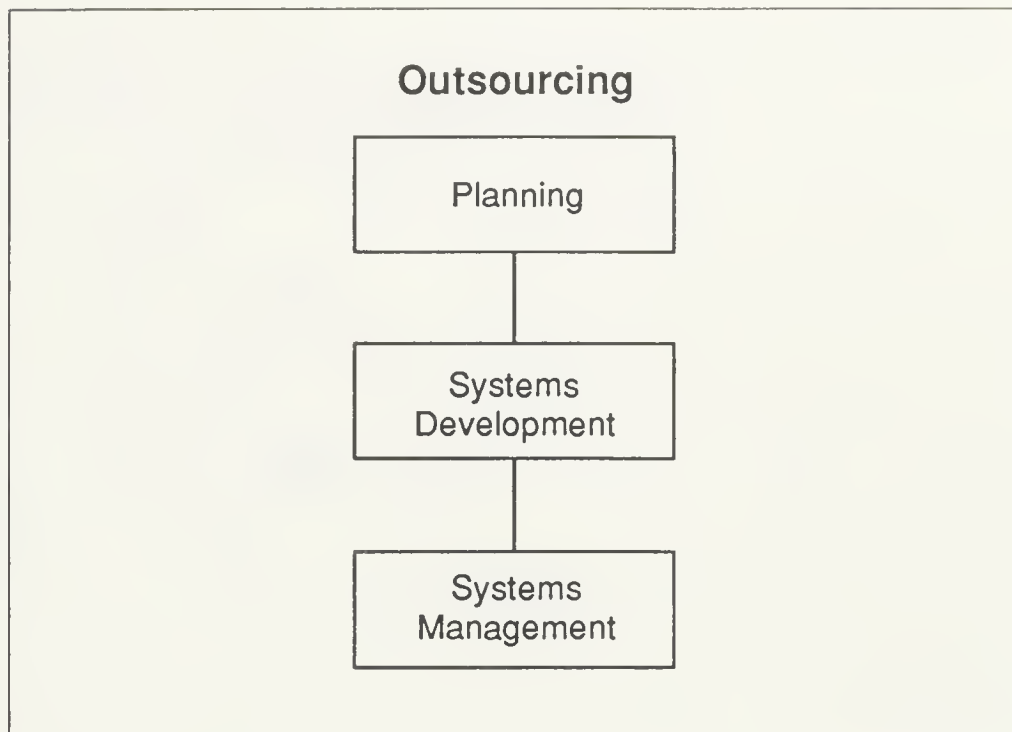 Outsourcing
Planning
Systems
Development
Systems
Management